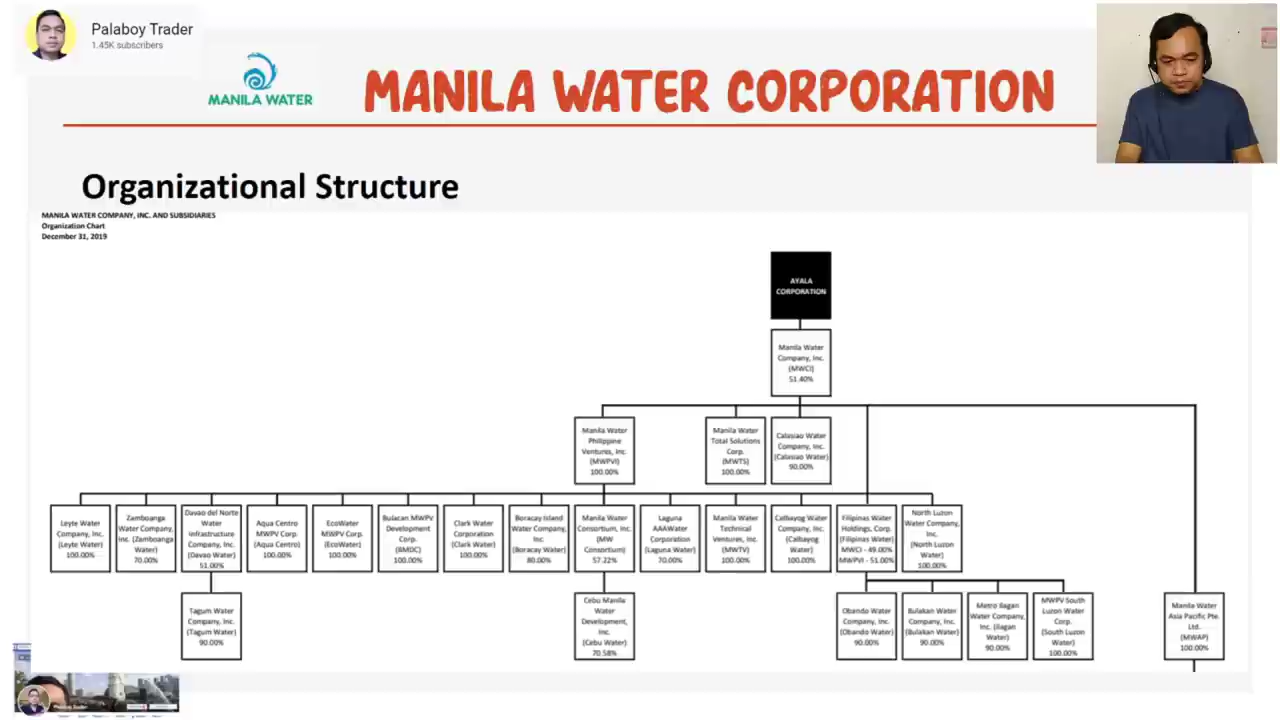 Palaboy Trader
1.45K subscribers
MANILA WATER
MANILA WATER CORPORATION
Organizational Structure
MANILA WATER COMPANY, INC. AND SUBSIDIARIES
Organization Chart
December 31, 2019
AYALA
CORPORATION
Manila Water
Company, Inc.
(MWCI)
51.40%
Manila Water
Philippine
Ventures, Inc.
(MWPVI)
100.00%
Manila Water
Total Solutions
Corp.
(MWTS)
100.00%
Calasiao Water
Company, Inc.
(Calasiao Water)
90.00%
Leyte Water
Company, Inc.
(Leyte Water)
100.00%
Zamboanga
Water Company,
Inc. (Zamboanga
Water)
70.00%
Davao del Norte
Water
Infrastructure
Company, Inc.
(Davao Water)
51.00%
Aqua Centro
MWPV Corp.
(Aqua Centro)
100.00%
EcoWater
MWPV Corp.
(EcoWater)
100.00%
Bulacan MWPV
Development
Corp.
(BMDC)
100.00%
Clark Water
Corporation
(Clark Water)
100.00%
Boracay Island
Water Company,
Inc.
(Boracay Water)
80.00%
Manila Water
Consortium, Inc.
(MW
Consortium)
57.22%
Laguna
AAAWater
Corporation
(Laguna Water)
70.00%
Manila Water
Technical
Ventures, Inc.
(MWTV)
100.00%
Calbayog Water
Company, Inc.
(Calbayog
Water)
100.00%
Filipinas Water
Holdings, Corp.
(Filipinas Water)
MWCI - 49.00%
MWPVI - 51.00%
North Luzon
Water Company,
Inc.
(North Luzon
Water)
100.00%
Tagum Water
Company, Inc.
(Tagum Water)
90.00%
Cebu Manila
Water
Development,
Inc.
(Cebu Water)
70.58%
Obando Water
Company, Inc.
(Obando Water)
90.00%
Bulakan Water
Company, Inc.
(Bulakan Water)
90.00%
Metro Ilagan
Water Company,
Inc. (Ilagan
Water)
90.00%
MWPV South
Luzon Water
Corp.
(South Luzon
Water)
100.00%
Manila Water
Asia Pacific Pte.
Ltd.
(MWAP)
100.00%
Palaboy Trader